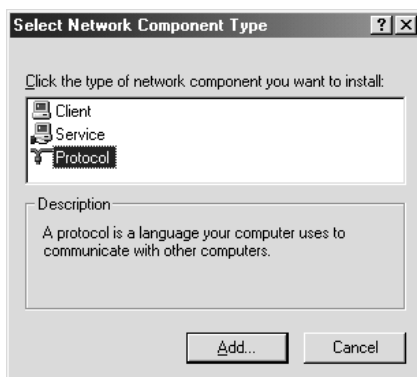 Select Network Component Type
Click the type of network component you want to install:
Client
Service
Protocol
Description
A protocol is a language your computer uses to
communicate with other computers.
Add...
Cancel